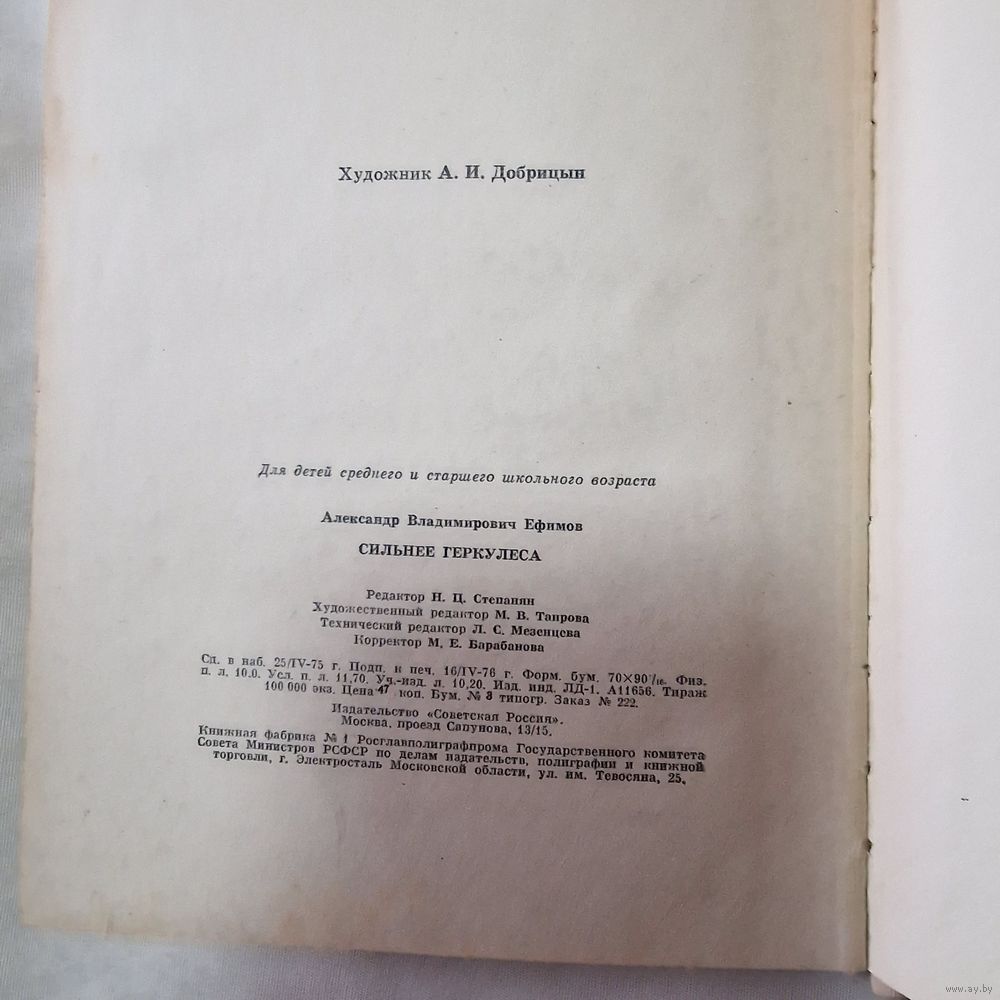 Художник А. И. Добрицын
Для детей среднего и старшего школьного возраста
Александр Владимирович Ефимов
СИЛЬНЕЕ ГЕРКУЛЕСА
Редактор Н. Ц. Степанян
Художественный редактор М. В. Таирова
Технический редактор Л. С. Мезенцева
Корректор М. Е. Барабанова
Сд. в наб. 25/IV-75 г. Подп. к печ. 16/IV-76 г. Форм. бум. 70×90¹/₁₆. Физ.
п. л. 10.0. Усл. п. л. 11,70. Уч.-изд. л. 10,20. Изд. инд. ЛД-1. А11656. Тираж
100 000 экз. Цена 47 коп. Бум. № 3 типогр. Заказ № 222.
Издательство «Советская Россия».
Москва, проезд Сапунова, 13/15.
Книжная фабрика № 1 Росглавполиграфпрома Государственного комитета
Совета Министров РСФСР по делам издательств, полиграфии и книжной
торговли, г. Электросталь Московской области, ул. им. Тевосяна, 25.
www.ay.by